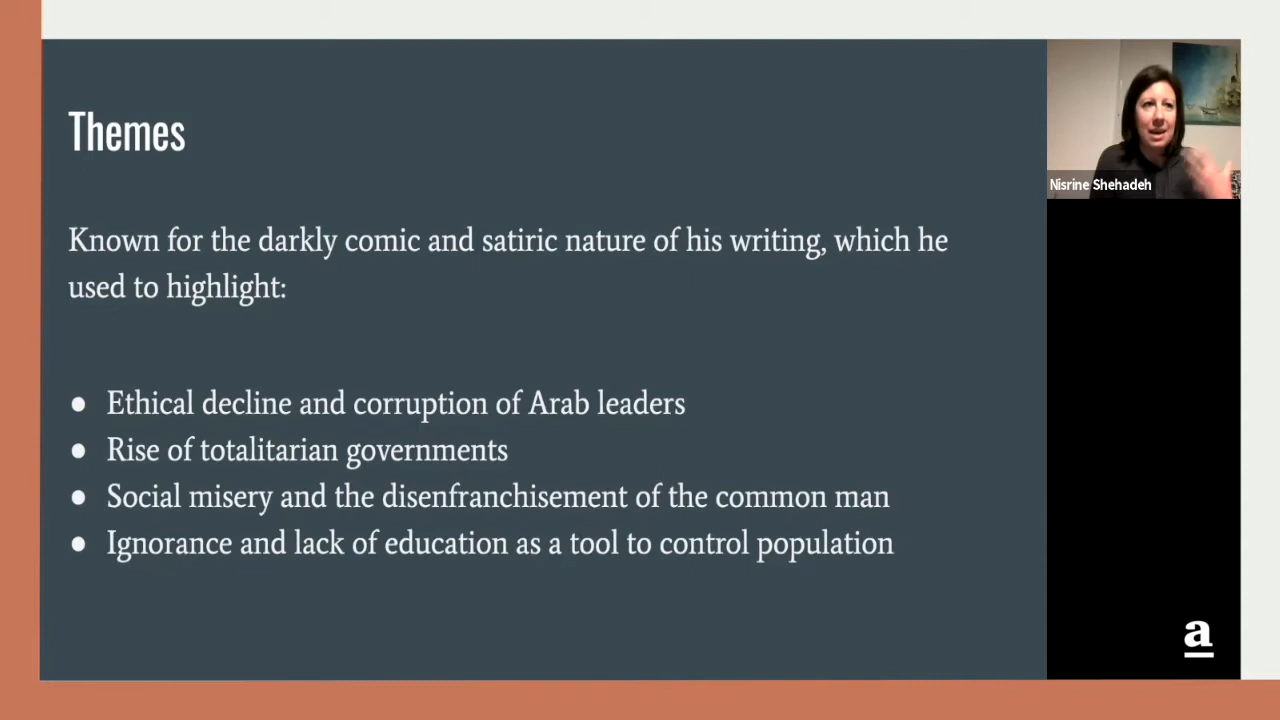 Themes
Known for the darkly comic and satiric nature of his writing, which he
used to highlight:
● Ethical decline and corruption of Arab leaders
● Rise of totalitarian governments
● Social misery and the disenfranchisement of the common man
● Ignorance and lack of education as a tool to control population
Nisrine Shehadeh
a